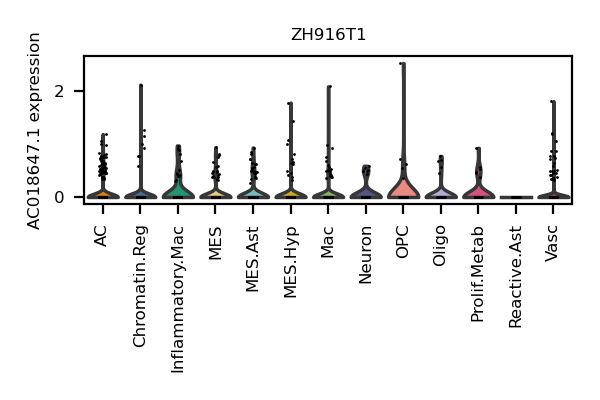 ZH916T1
AC018647.1 expression
2
0
AC
Chromatin.Reg
Inflammatory.Mac
MES
MES.Ast
MES.Hyp
Mac
Neuron
OPC
Oligo
Prolif.Metab
Reactive.Ast
Vasc